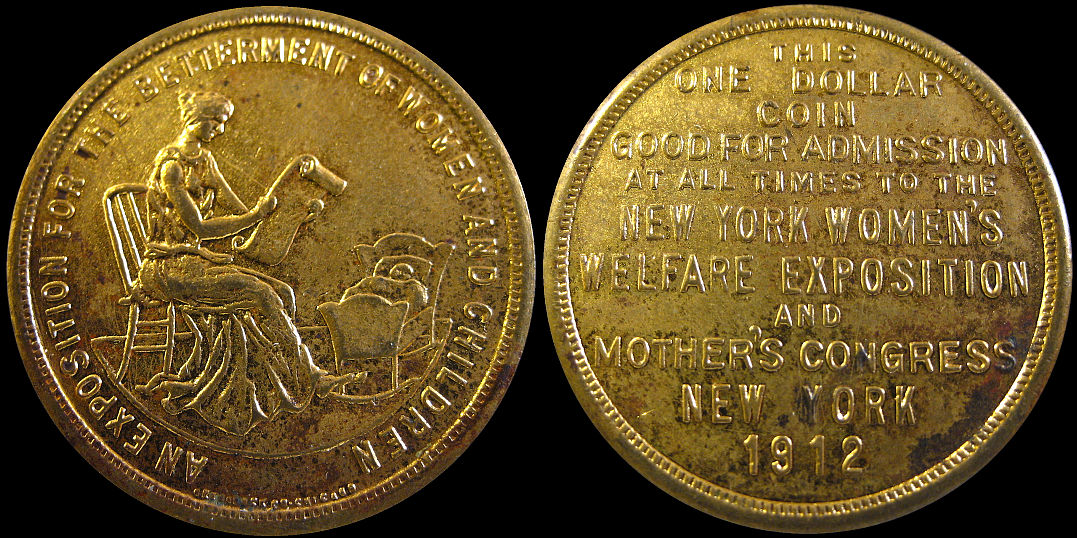 AN EXPOSITION FOR THE BETTERMENT OF WOMEN AND CHILDREN
THIS
ONE DOLLAR
COIN
GOOD FOR ADMISSION
AT ALL TIMES TO THE
NEW YORK WOMEN'S
WELFARE EXPOSITION
AND
MOTHER'S CONGRESS
NEW YORK
1912